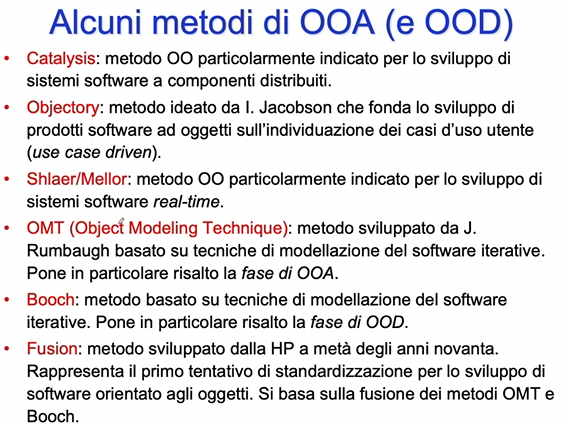 Alcuni metodi di OOA (e OOD)
• Catalysis: metodo OO particolarmente indicato per lo sviluppo di
sistemi software a componenti distribuiti.
• Objectory: metodo ideato da I. Jacobson che fonda lo sviluppo di
prodotti software ad oggetti sull'individuazione dei casi d'uso utente
(use case driven).
• Shlaer/Mellor: metodo OO particolarmente indicato per lo sviluppo di
sistemi software real-time.
• OMT (Object Modeling Technique): metodo sviluppato da J.
Rumbaugh basato su tecniche di modellazione del software iterative.
Pone in particolare risalto la fase di OOA.
• Booch: metodo basato su tecniche di modellazione del software
iterative. Pone in particolare risalto la fase di OOD.
• Fusion: metodo sviluppato dalla HP a metà degli anni novanta.
Rappresenta il primo tentativo di standardizzazione per lo sviluppo di
software orientato agli oggetti. Si basa sulla fusione dei metodi OMT e
Booch.